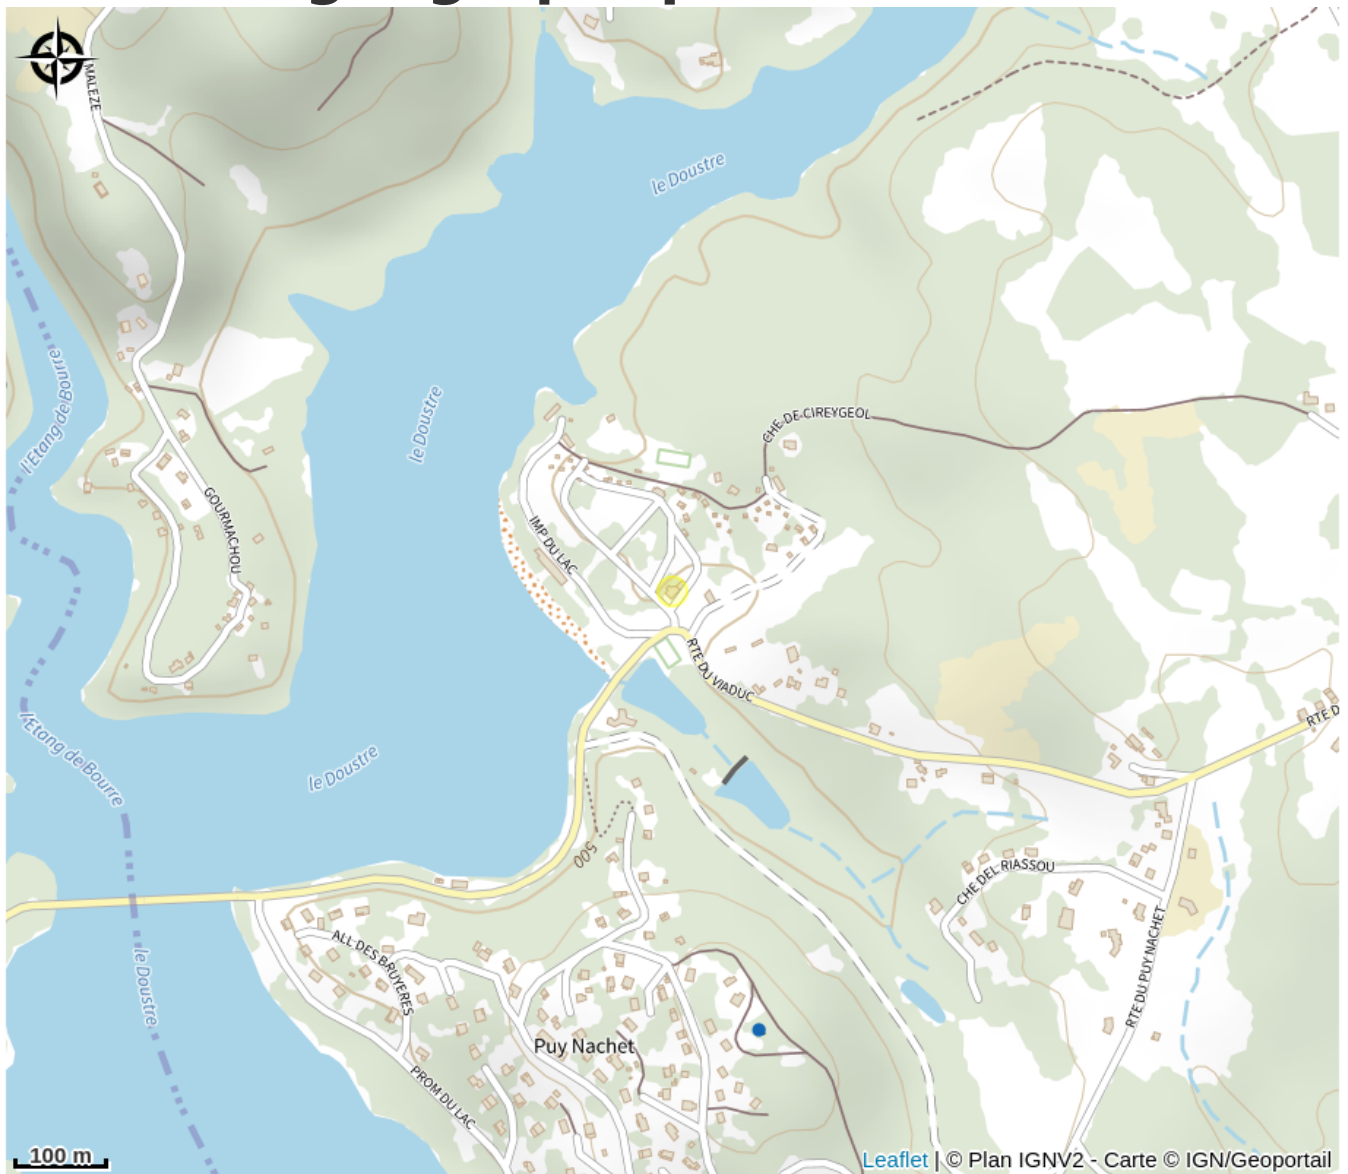 MALEZE
le Doustre
l'Etang de Bourre
le Doustre
CHE DE CIREYGEOL
GOURMACHOU
IMP DU LAC
RTE DU VIADUC
l'Etang de Bourre
le Doustre
RTE D
500
CHE DEL RIASSOU
ALL DES BRUYERES
le Doustre
RTE DU PUY NACHET
Puy Nachet
PROM DU LAC
100 m
Leaflet | © Plan IGNV2 - Carte © IGN/Geoportail